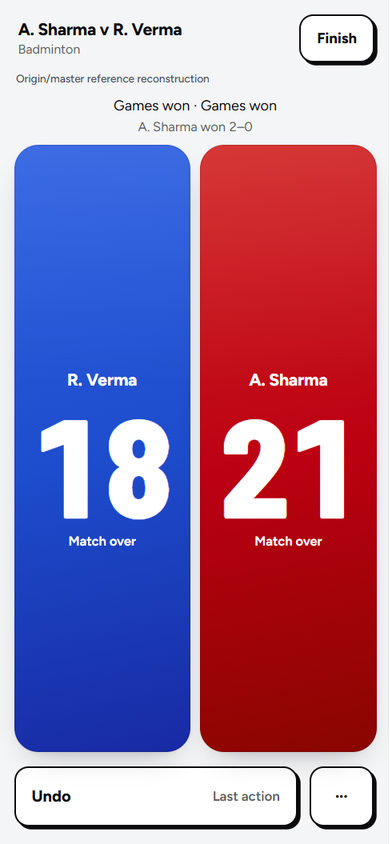 A. Sharma v R. Verma
Badminton
Finish
Origin/master reference reconstruction
Games won · Games won
A. Sharma won 2–0
R. Verma
18
Match over
A. Sharma
21
Match over
Undo
Last action
···